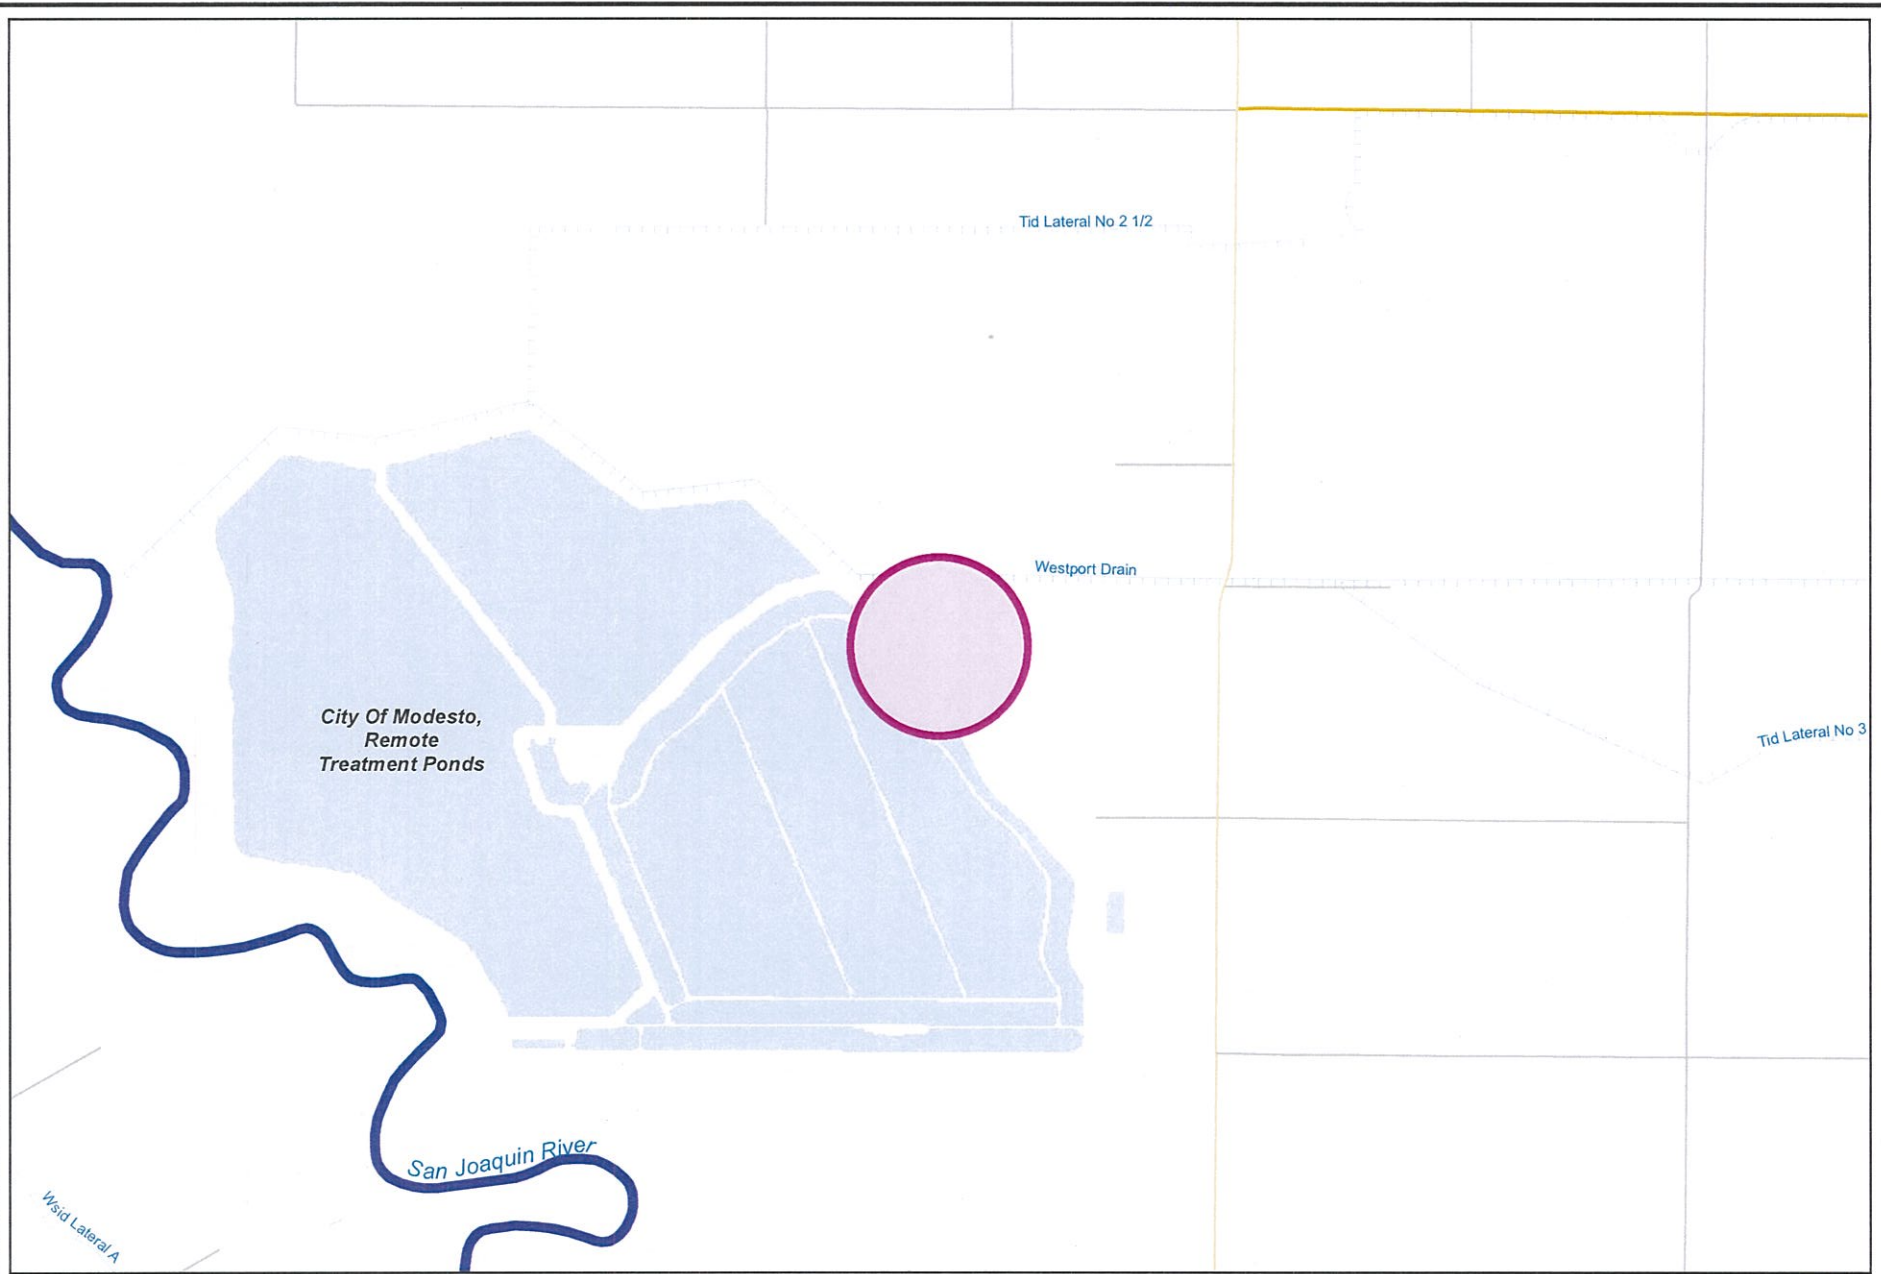 Tid Lateral No 2 1/2
Westport Drain
City Of Modesto,
Remote
Treatment Ponds
Tid Lateral No 3
San Joaquin River
Wsid Lateral A